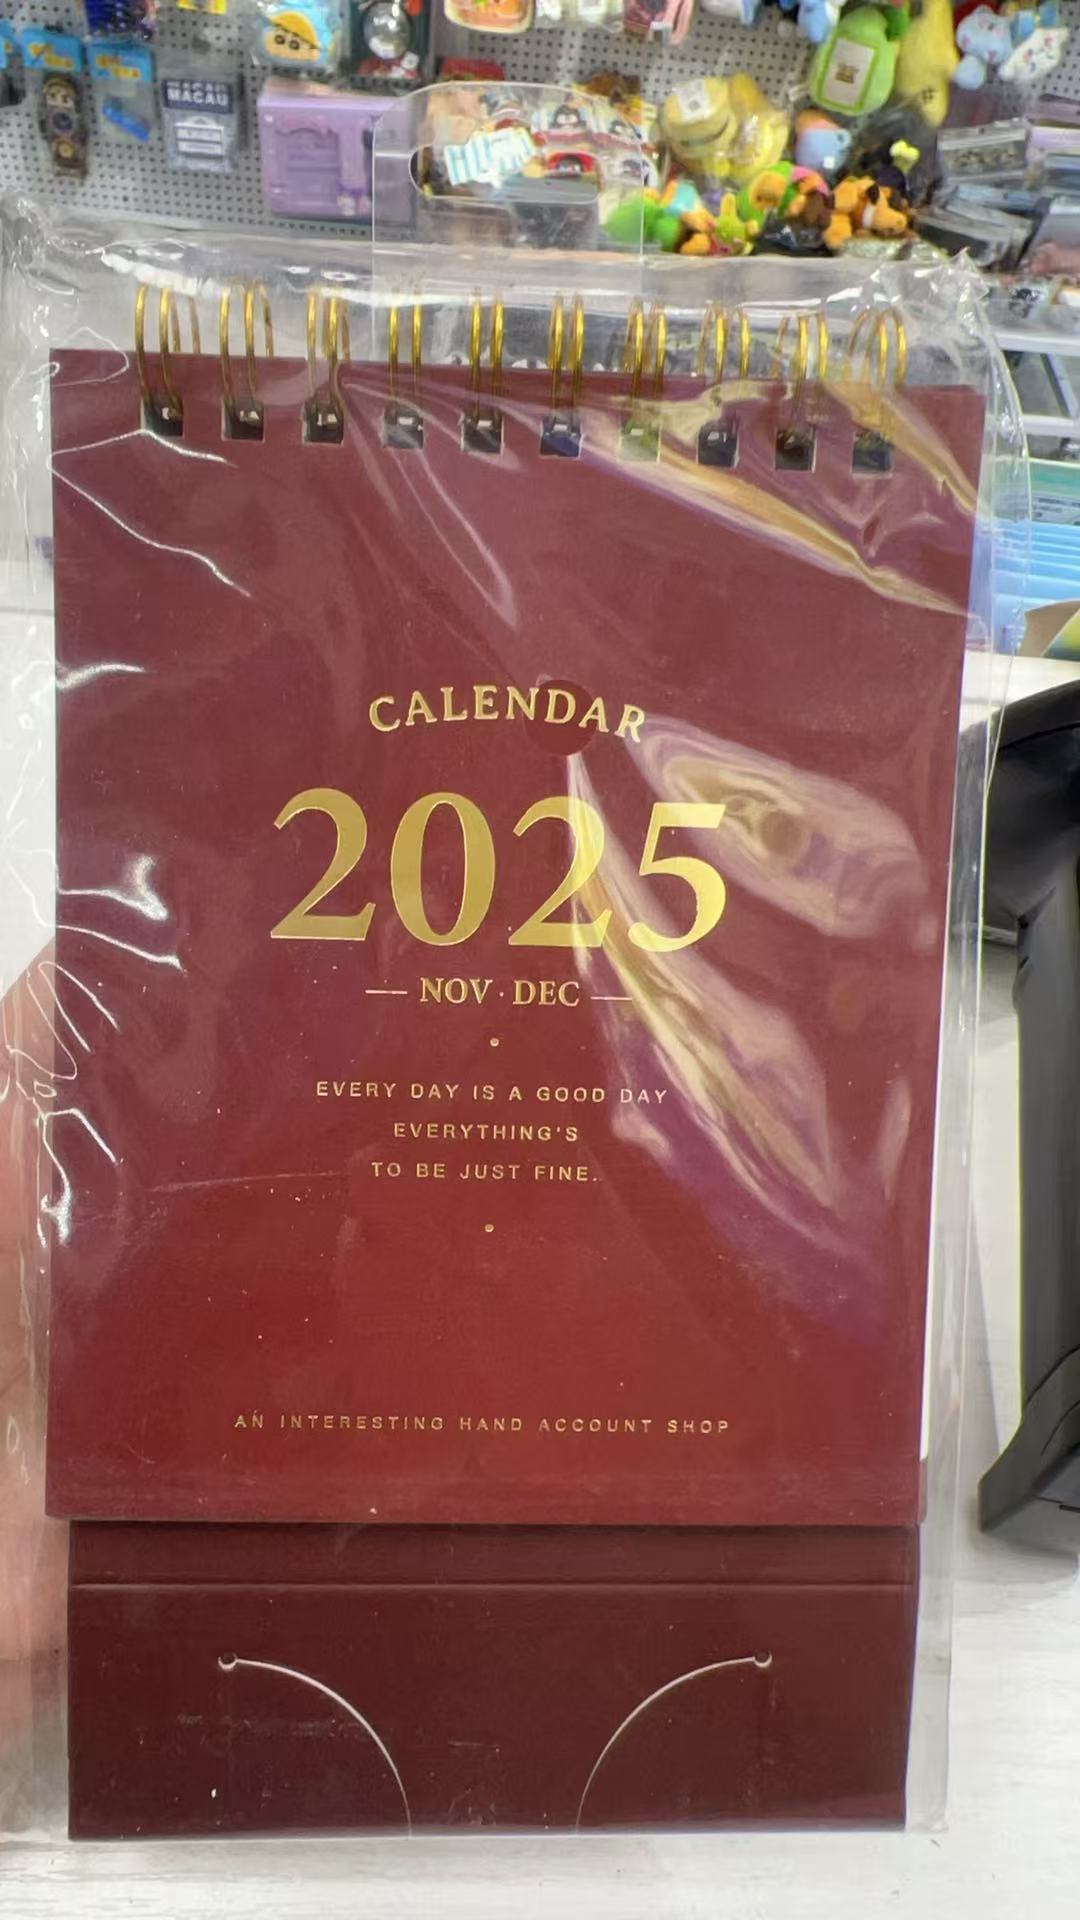 MACAU
CALENDAR
2025
NOV · DEC
EVERY DAY IS A GOOD DAY
EVERYTHING'S
TO BE JUST FINE.
AN INTERESTING HAND ACCOUNT SHOP